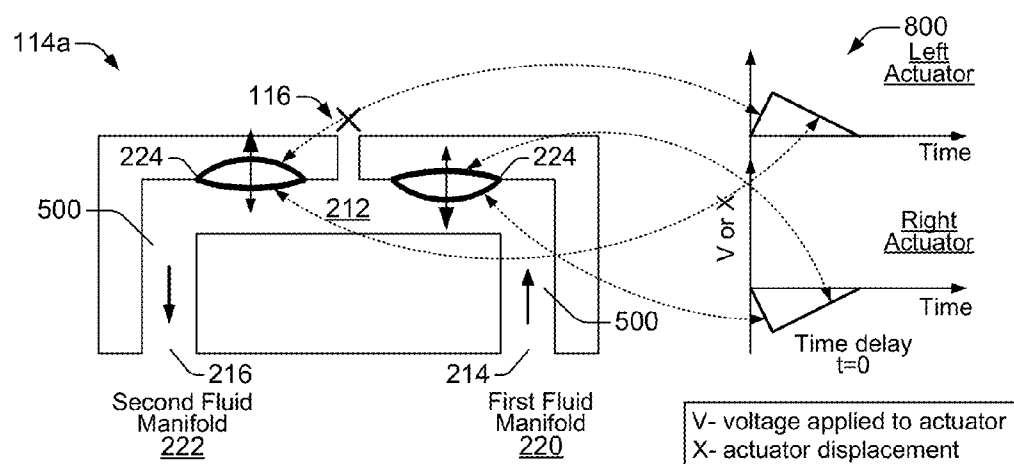 114a
116
224
224
500
212
500
216
214
Second Fluid
Manifold
222
First Fluid
Manifold
220
800
Left
Actuator
Time
V or X
Right
Actuator
Time
Time delay
t=0
V- voltage applied to actuator
X- actuator displacement